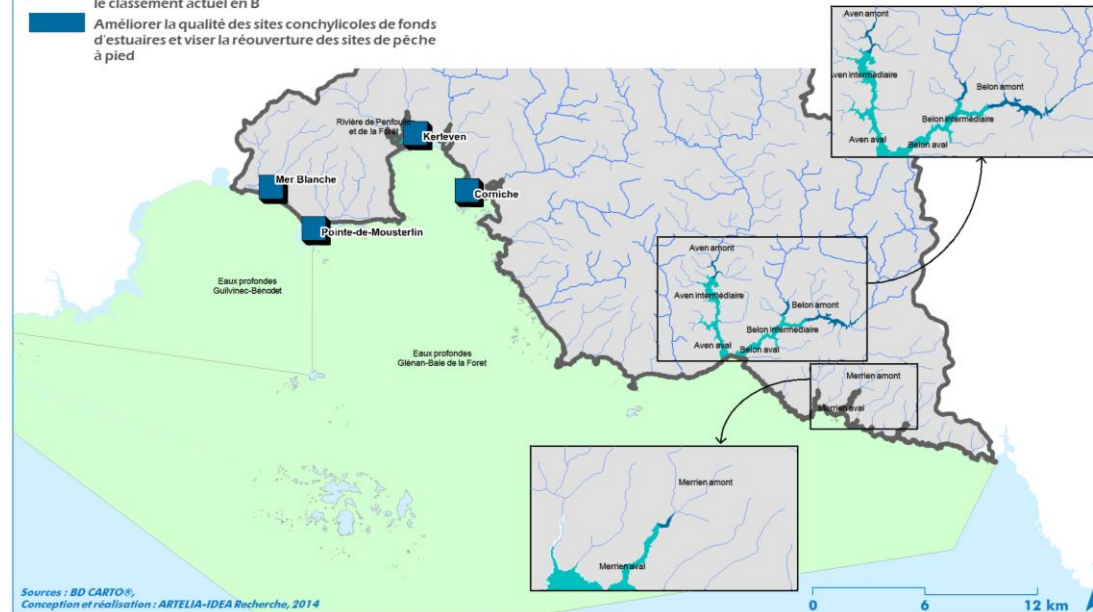 le classement actuel en B
Améliorer la qualité des sites conchylicoles de fonds
d'estuaires et viser la réouverture des sites de pêche
à pied
Aven amont
Aven intermédiaire
Belon amont
Belon intermédiaire
Aven aval
Belon aval
Rivière de Penfoulic
et de la Forêt
Kerleven
Mer Blanche
Corniche
Pointe-de-Mousterlin
Aven amont
Eaux profondes
Guilvinec-Bénodet
Aven intermédiaire
Belon amont
Belon intermédiaire
Aven aval
Belon aval
Eaux profondes
Glénan-Baie de la Foret
Merrien amont
Merrien aval
Merrien amont
Merrien aval
Sources : BD CARTO®,
Conception et réalisation : ARTELIA-IDEA Recherche, 2014
0 6 12 km